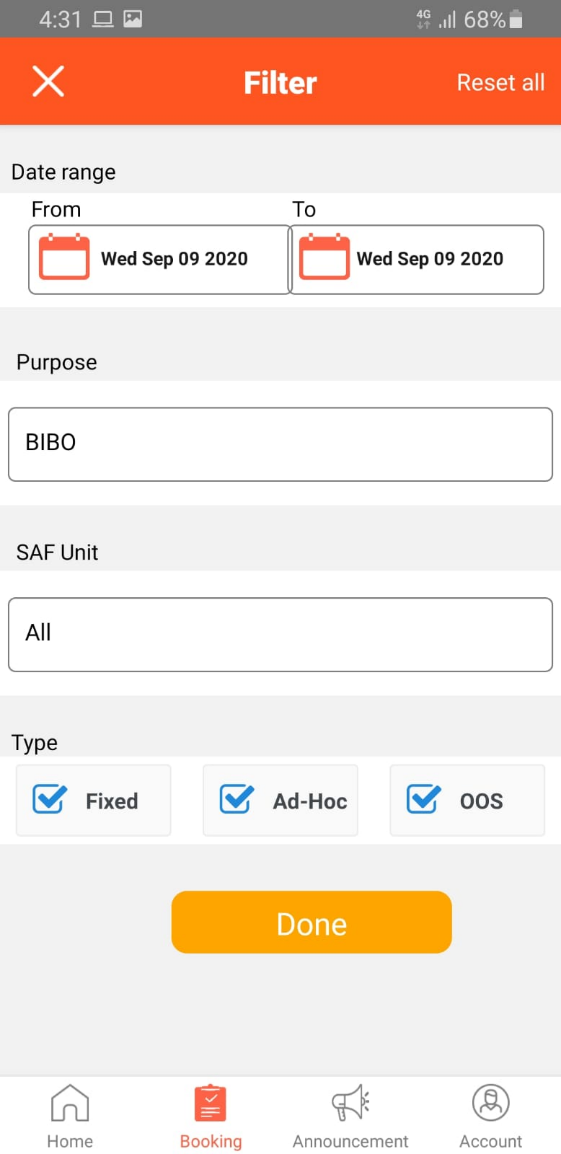 4:31 4G 68%
Filter Reset all
Date range
From To
Wed Sep 09 2020 Wed Sep 09 2020
Purpose
BIBO
SAF Unit
All
Type
Fixed Ad-Hoc OOS
Done
Home Booking Announcement Account